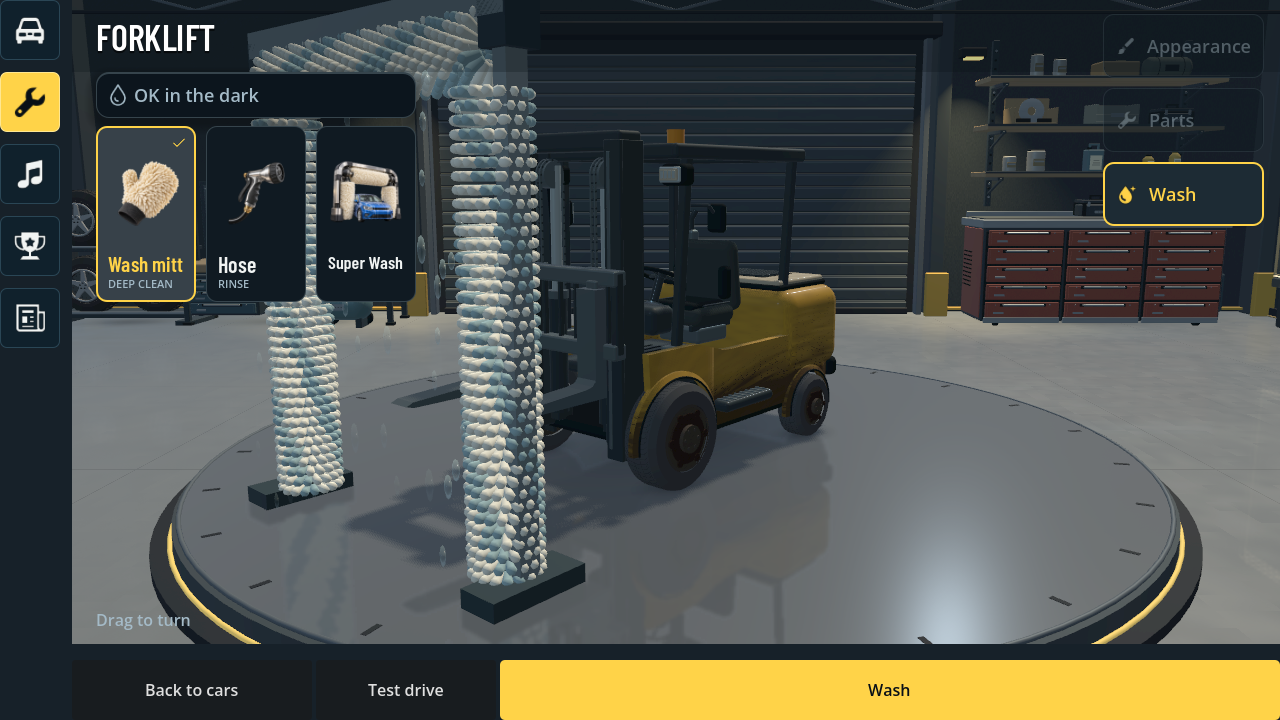 FORKLIFT
OK in the dark
Wash mitt
DEEP CLEAN
Hose
RINSE
Super Wash
Appearance
Parts
Wash
Drag to turn
Back to cars
Test drive
Wash